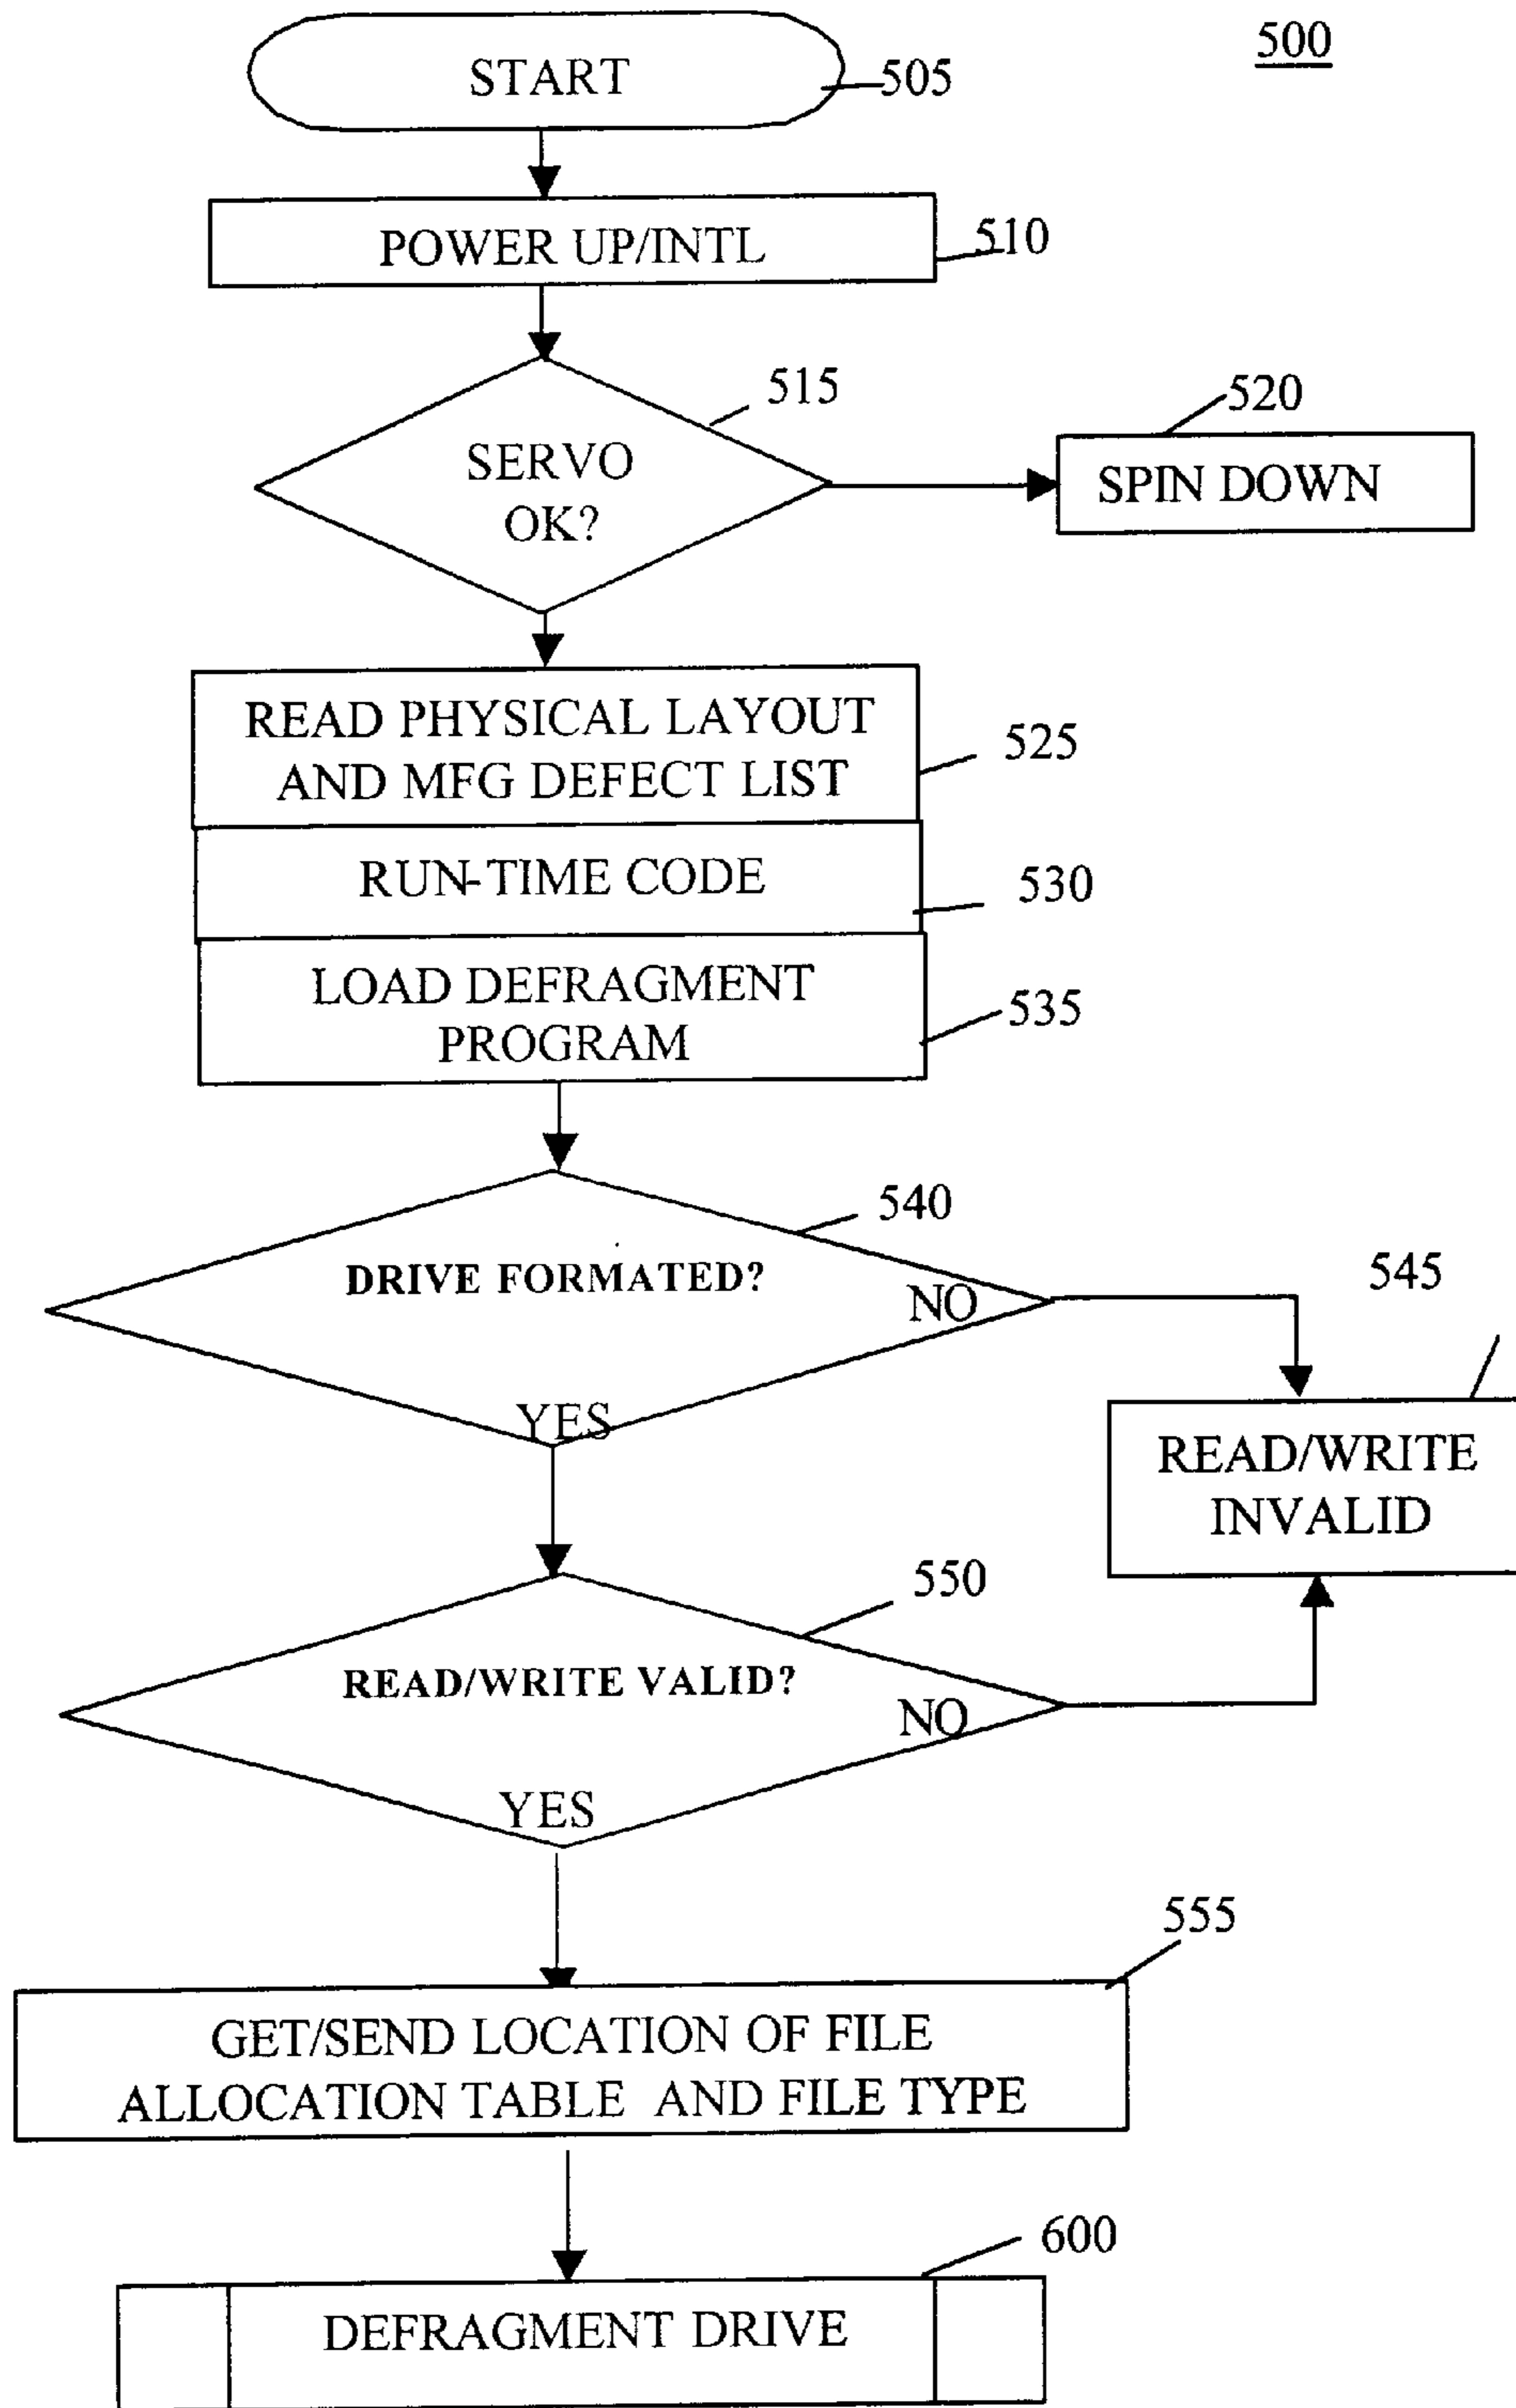 500
START
505
POWER UP/INTL
510
515
SERVO
OK?
520
SPIN DOWN
READ PHYSICAL LAYOUT
AND MFG DEFECT LIST
525
RUN-TIME CODE
530
LOAD DEFRAGMENT
PROGRAM
535
540
DRIVE FORMATED?
NO
YES
545
READ/WRITE
INVALID
550
READ/WRITE VALID?
NO
YES
555
GET/SEND LOCATION OF FILE
ALLOCATION TABLE AND FILE TYPE
600
DEFRAGMENT DRIVE